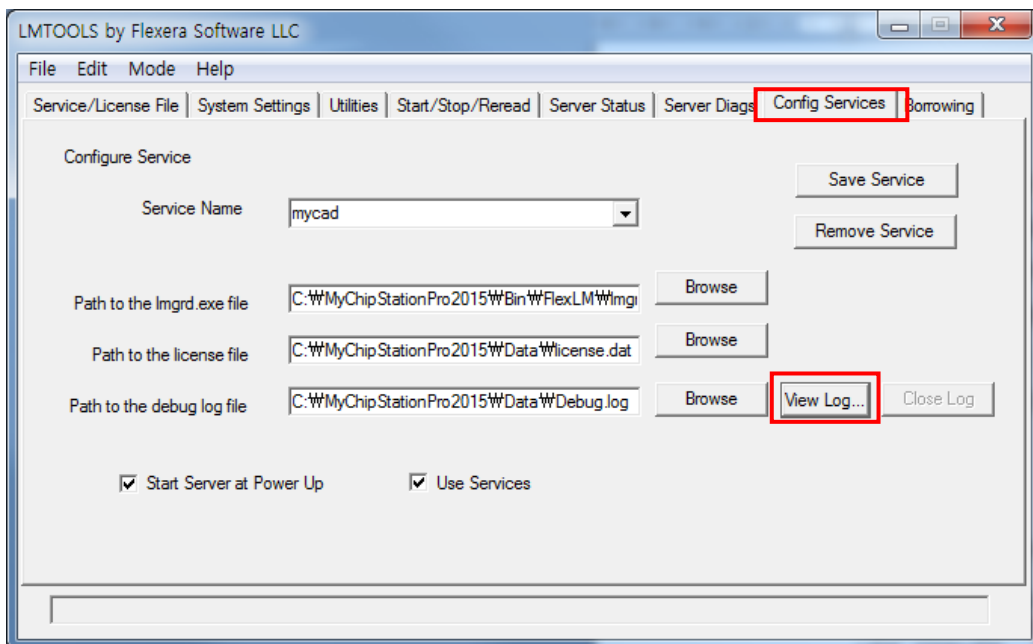 LMTOOLS by Flexera Software LLC
File Edit Mode Help
Service/License File System Settings Utilities Start/Stop/Reread Server Status Server Diags Config Services Borrowing
Configure Service
Save Service
Service Name mycad
Remove Service
Path to the lmgrd.exe file C:₩MyChipStationPro2015₩Bin₩FlexLM₩lmgr Browse
Path to the license file C:₩MyChipStationPro2015₩Data₩license.dat Browse
Path to the debug log file C:₩MyChipStationPro2015₩Data₩Debug.log Browse View Log... Close Log
Start Server at Power Up Use Services